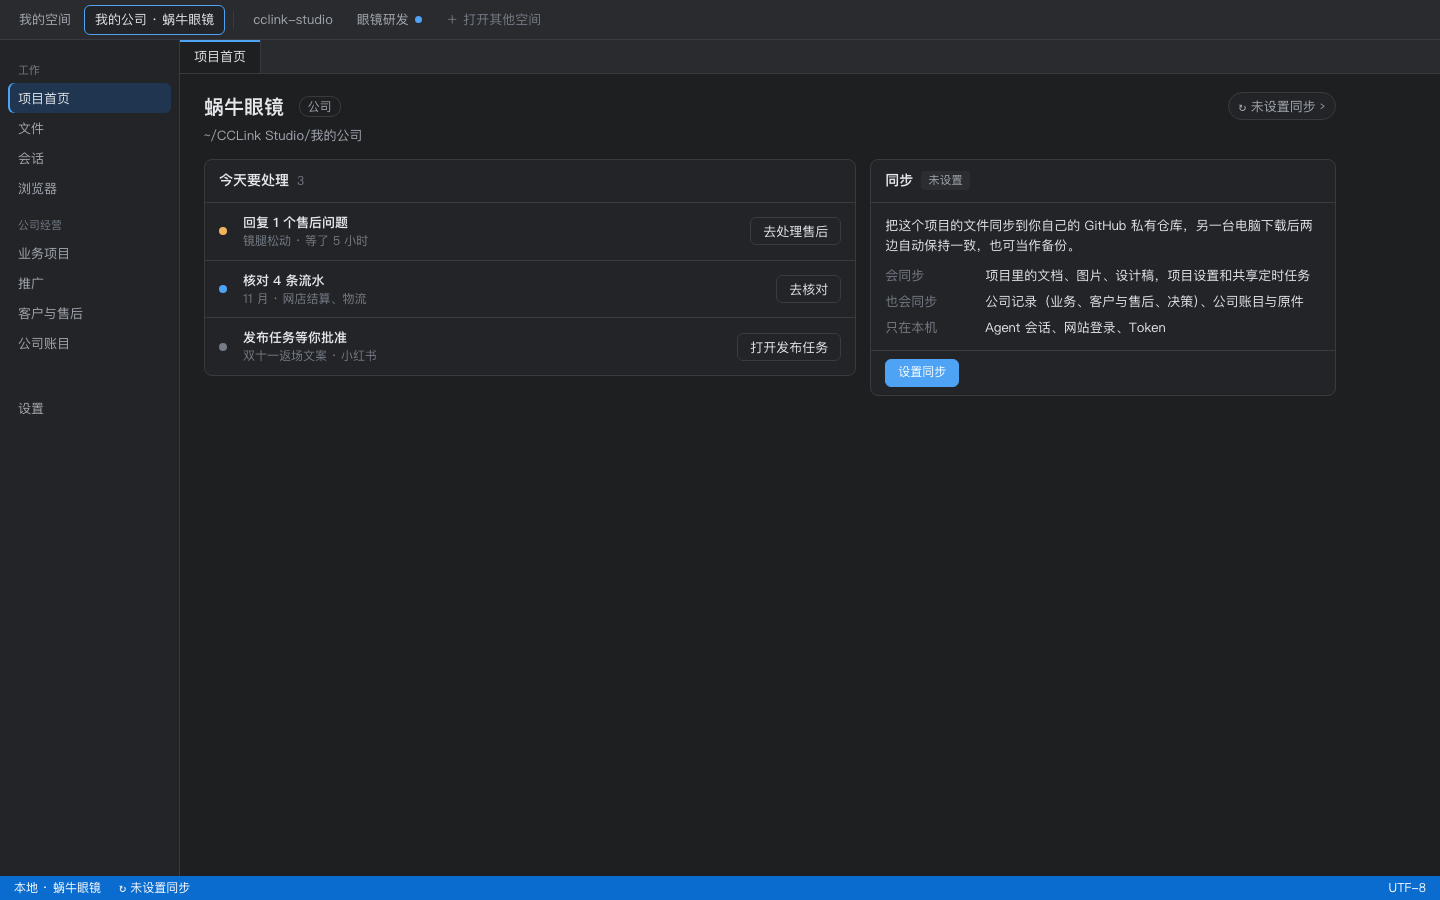 我的空间
我的公司 · 蜗牛眼镜
cclink-studio
眼镜研发
+ 打开其他空间
工作
项目首页
文件
会话
浏览器
公司经营
业务项目
推广
客户与售后
公司账目
设置
项目首页
蜗牛眼镜
公司
↻ 未设置同步 ›
~/CCLink Studio/我的公司
今天要处理 3
回复 1 个售后问题
镜腿松动 · 等了 5 小时
去处理售后
核对 4 条流水
11 月 · 网店结算、物流
去核对
发布任务等你批准
双十一返场文案 · 小红书
打开发布任务
同步 未设置
把这个项目的文件同步到你自己的 GitHub 私有仓库，另一台电脑下载后两
边自动保持一致，也可当作备份。
会同步 项目里的文档、图片、设计稿，项目设置和共享定时任务
也会同步 公司记录（业务、客户与售后、决策）、公司账目与原件
只在本机 Agent 会话、网站登录、Token
设置同步
本地 · 蜗牛眼镜 ↻ 未设置同步
UTF-8